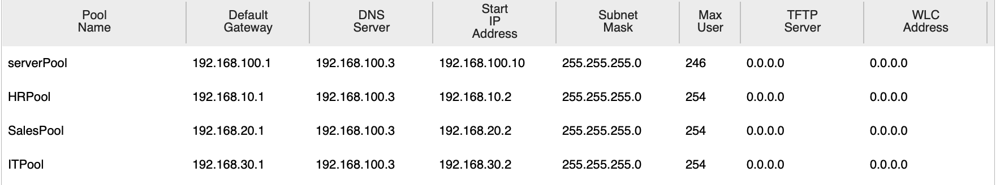 Pool Name Default Gateway DNS Server Start IP Address Subnet Mask Max User TFTP Server WLC Address
serverPool 192.168.100.1 192.168.100.3 192.168.100.10 255.255.255.0 246 0.0.0.0 0.0.0.0
HRPool 192.168.10.1 192.168.100.3 192.168.10.2 255.255.255.0 254 0.0.0.0 0.0.0.0
SalesPool 192.168.20.1 192.168.100.3 192.168.20.2 255.255.255.0 254 0.0.0.0 0.0.0.0
ITPool 192.168.30.1 192.168.100.3 192.168.30.2 255.255.255.0 254 0.0.0.0 0.0.0.0